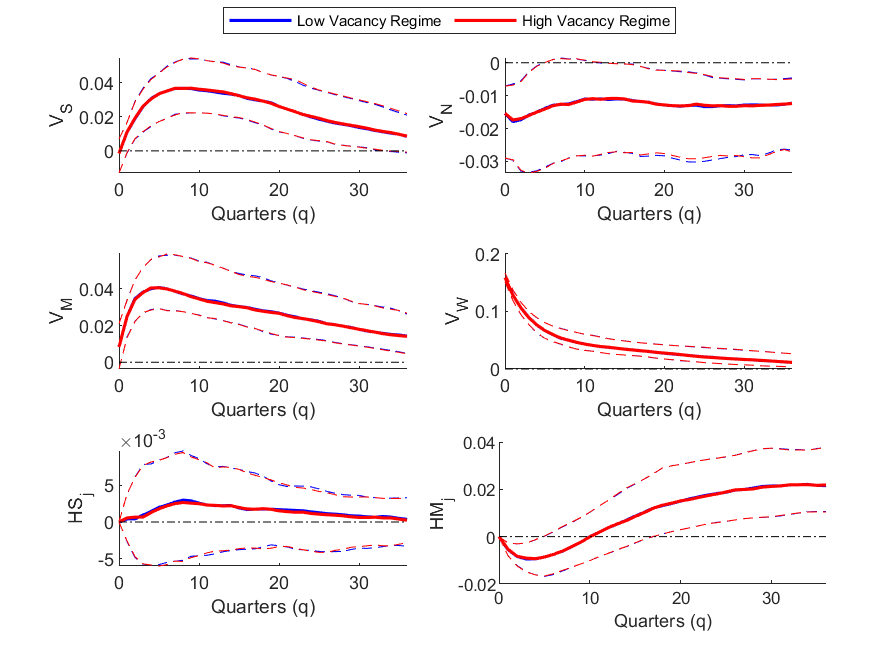 Low Vacancy Regime High Vacancy Regime
0.04
0.02
0
V_S
0 10 20 30
Quarters (q)
0
-0.01
-0.02
-0.03
V_N
0 10 20 30
Quarters (q)
0.04
0.02
0
V_M
0 10 20 30
Quarters (q)
0.2
0.1
0
V_W
0 10 20 30
Quarters (q)
×10^-3
5
0
-5
HS_j
0 10 20 30
Quarters (q)
0.04
0.02
0
-0.02
HM_j
0 10 20 30
Quarters (q)